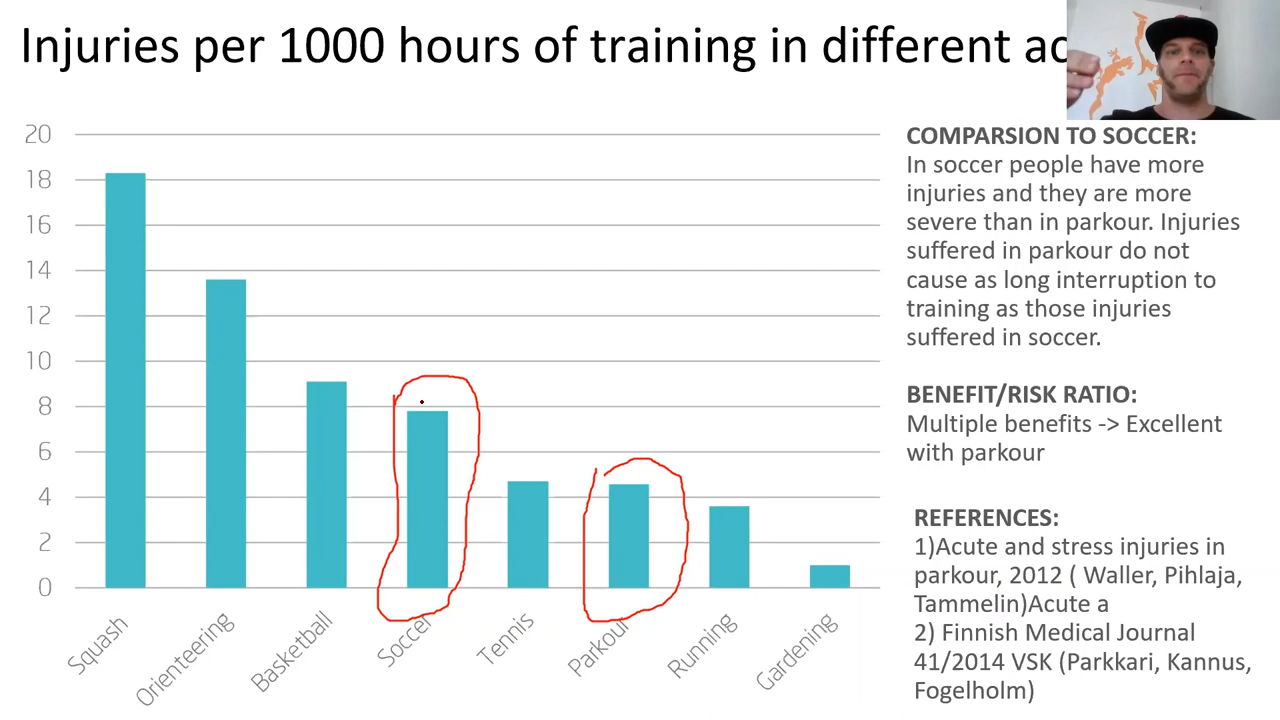 Injuries per 1000 hours of training in different ac
20
18
16
14
12
10
8
6
4
2
0
Squash
Orienteering
Basketball
Soccer
Tennis
Parkour
Running
Gardening
COMPARSION TO SOCCER:
In soccer people have more
injuries and they are more
severe than in parkour. Injuries
suffered in parkour do not
cause as long interruption to
training as those injuries
suffered in soccer.
BENEFIT/RISK RATIO:
Multiple benefits -> Excellent
with parkour
REFERENCES:
1)Acute and stress injuries in
parkour, 2012 ( Waller, Pihlaja,
Tammelin)Acute a
2) Finnish Medical Journal
41/2014 VSK (Parkkari, Kannus,
Fogelholm)